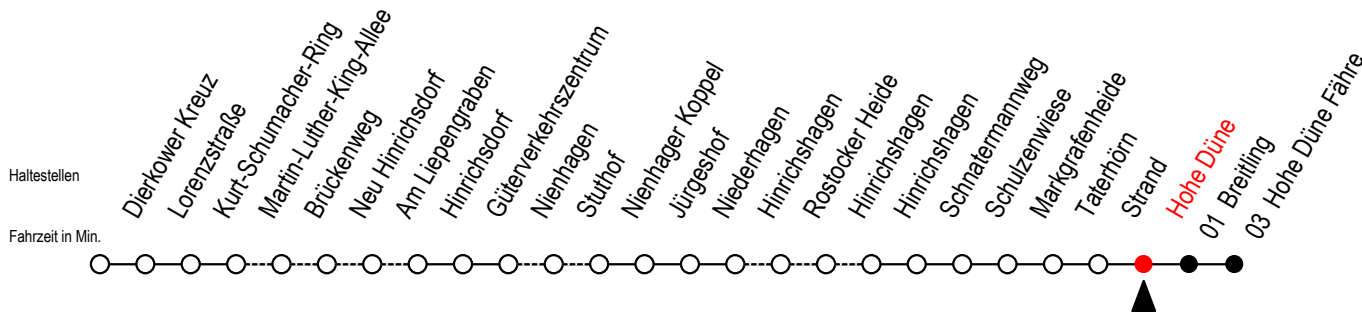 Haltestellen
Dierkower Kreuz
Lorenzstraße
Kurt-Schumacher-Ring
Martin-Luther-King-Allee
Brückenweg
Neu Hinrichsdorf
Am Liepengraben
Hinrichsdorf
Güterverkehrszentrum
Nienhagen
Stuthof
Nienhager Koppel
Jürgeshof
Niederhagen
Hinrichshagen
Rostocker Heide
Hinrichshagen
Hinrichshagen
Schnatermannweg
Schulzenwiese
Markgrafenheide
Taterhörn
Strand
Hohe Düne
01 Breitling
03 Hohe Düne Fähre
Fahrzeit in Min.